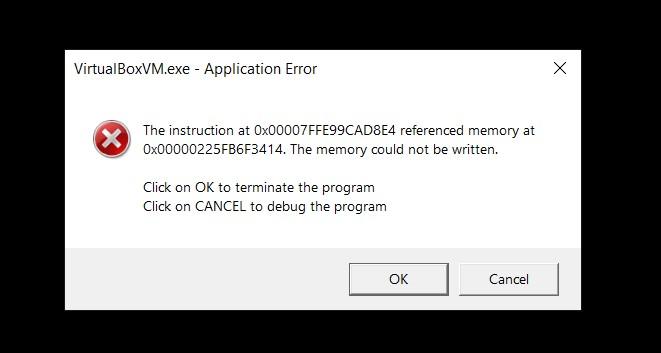 VirtualBoxVM.exe - Application Error
The instruction at 0x00007FFE99CAD8E4 referenced memory at
0x00000225FB6F3414. The memory could not be written.
Click on OK to terminate the program
Click on CANCEL to debug the program
OK
Cancel